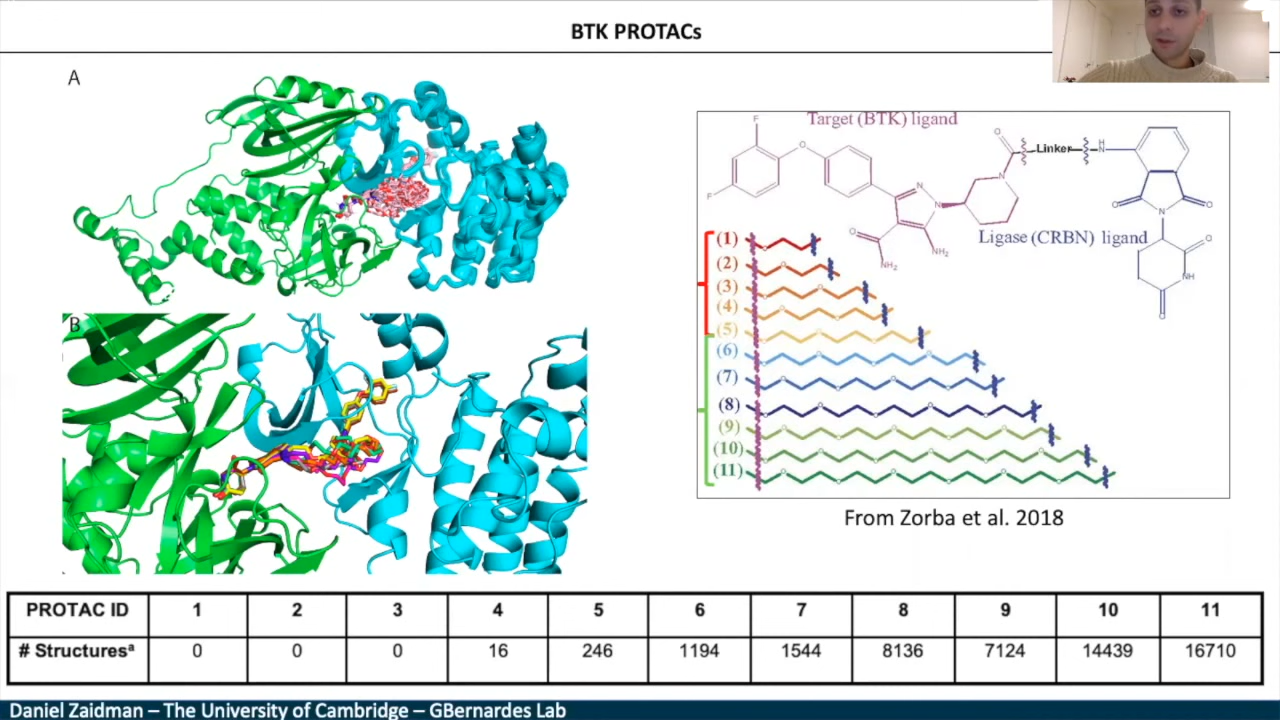 BTK PROTACs
A
B
Target (BTK) ligand
F
F
O
O
N
N
N
O
NH₂
NH₂
Linker
H
N
O
O
N
O
NH
O
Ligase (CRBN) ligand
(1)
(2)
(3)
(4)
(5)
(6)
(7)
(8)
(9)
(10)
(11)
From Zorba et al. 2018
PROTAC ID 1 2 3 4 5 6 7 8 9 10 11
# Structuresᵃ 0 0 0 16 246 1194 1544 8136 7124 14439 16710
Daniel Zaidman – The University of Cambridge – GBernardes Lab